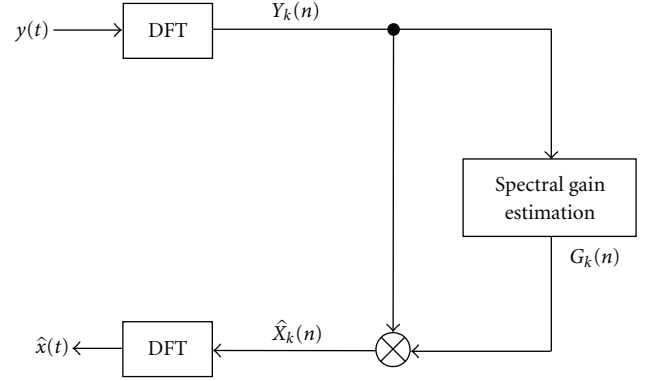 y(t)
DFT
Y_k(n)
Spectral gain
estimation
G_k(n)
x̂(t)
DFT
X̂_k(n)